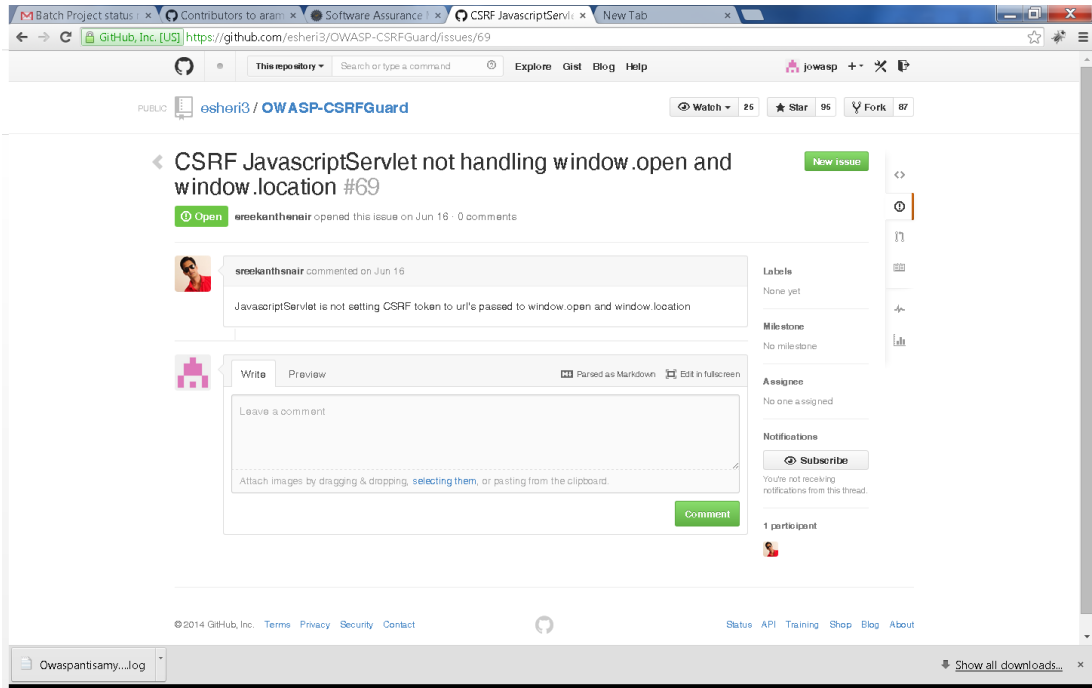 Batch Project status
Contributors to aram
Software Assurance
CSRF JavascriptServle
New Tab
GitHub, Inc. [US] https://github.com/esheri3/OWASP-CSRFGuard/issues/69
This repository Search or type a command Explore Gist Blog Help jowasp
PUBLIC esheri3 / OWASP-CSRFGuard Watch 25 Star 95 Fork 87
CSRF JavascriptServlet not handling window.open and
window.location #69
New issue
Open sreekanthsnair opened this issue on Jun 16 · 0 comments
sreekanthsnair commented on Jun 16
JavascriptServlet is not setting CSRF token to url's passed to window.open and window.location
Labels
None yet
Milestone
No milestone
Assignee
No one assigned
Notifications
Subscribe
You're not receiving
notifications from this thread.
1 participant
Write Preview Parsed as Markdown Edit in fullscreen
Leave a comment
Attach images by dragging & dropping, selecting them, or pasting from the clipboard.
Comment
© 2014 GitHub, Inc. Terms Privacy Security Contact
Status API Training Shop Blog About
Owaspantisamy....log
Show all downloads...